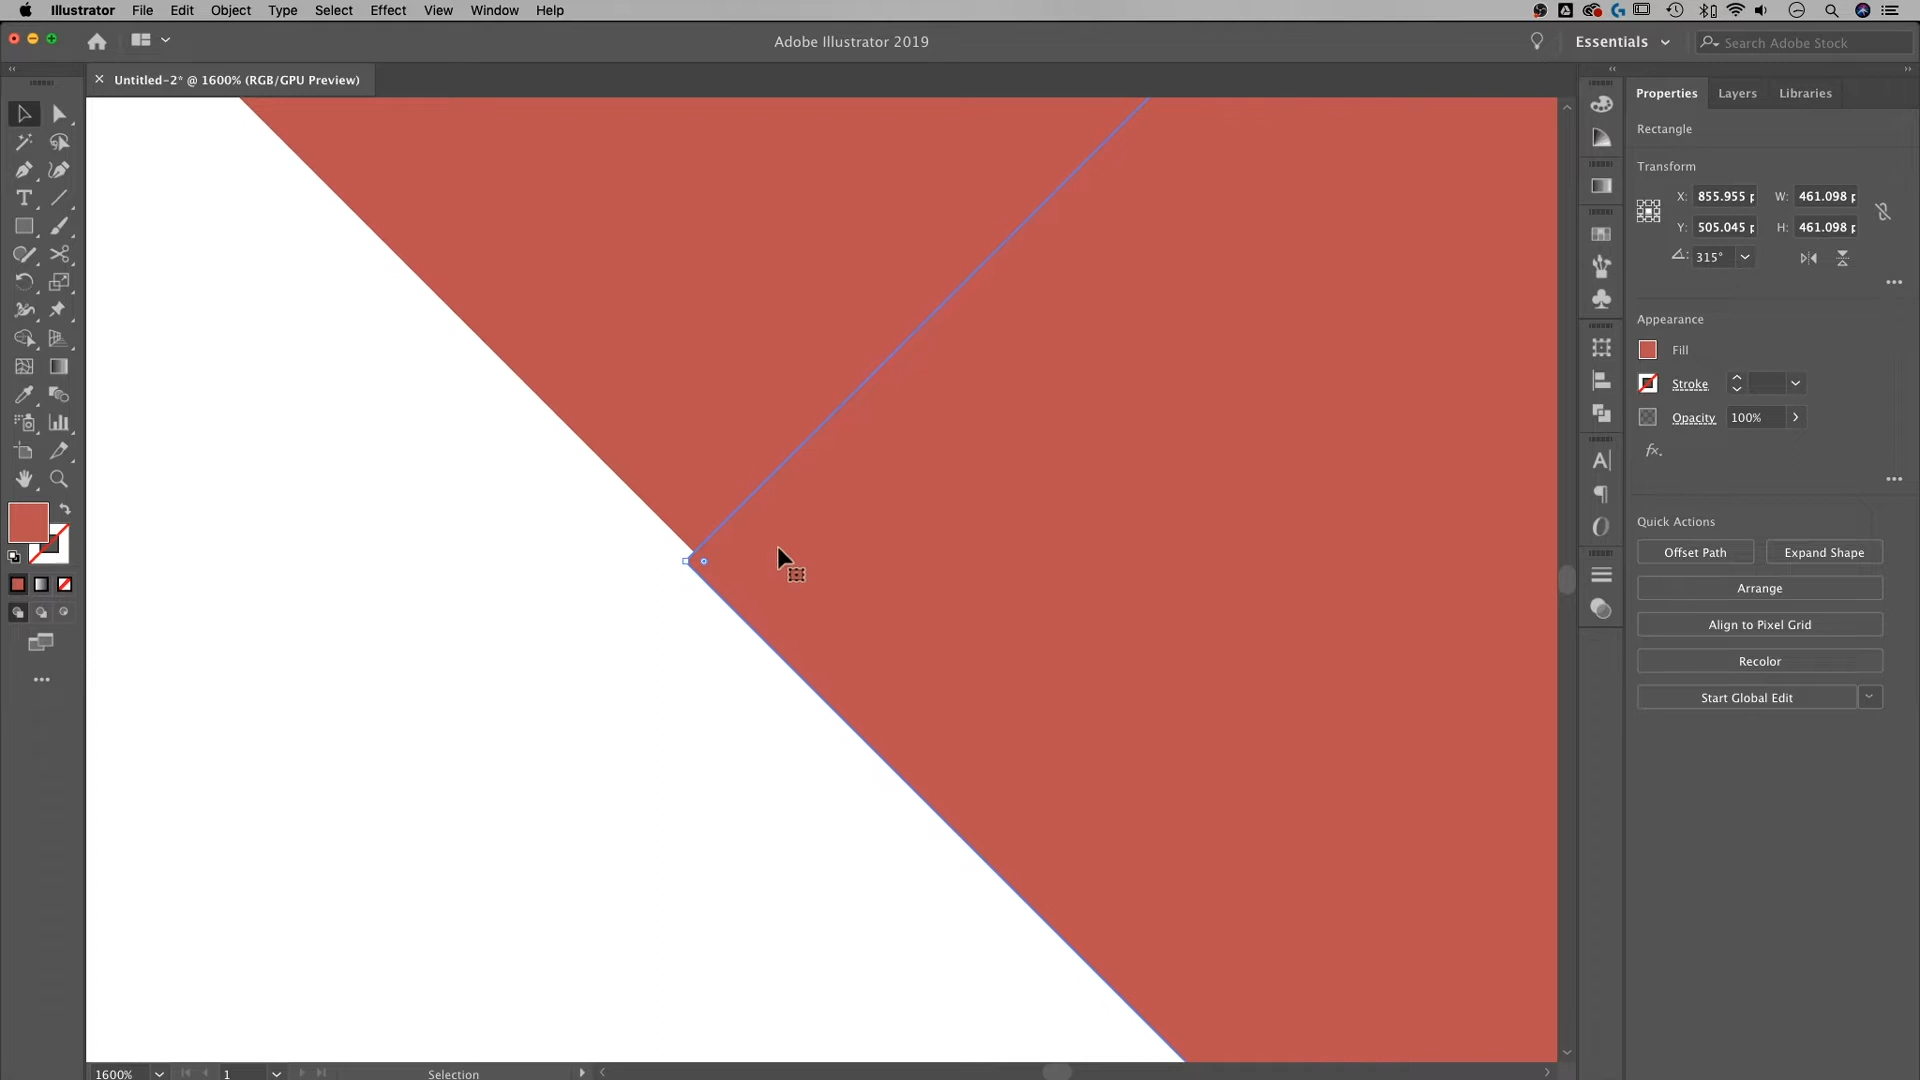 Illustrator File Edit Object Type Select Effect View Window Help
Adobe Illustrator 2019
Essentials
Search Adobe Stock
Untitled-2* @ 1600% (RGB/GPU Preview)
Properties Layers Libraries
Rectangle
Transform
X: 855.955 p W: 461.098 p
Y: 505.045 p H: 461.098 p
315°
Appearance
Fill
Stroke
Opacity 100%
fx.
Quick Actions
Offset Path Expand Shape
Arrange
Align to Pixel Grid
Recolor
Start Global Edit
1600% 1 Selection